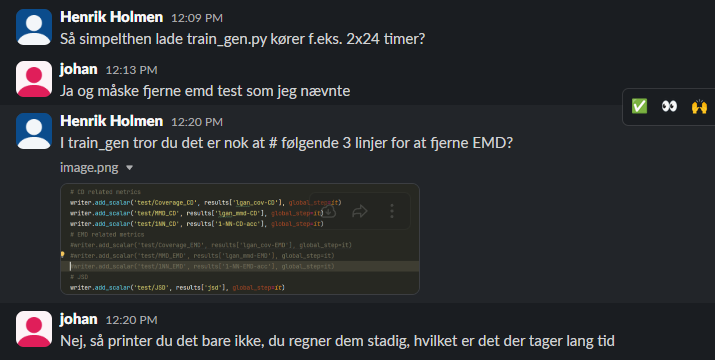 Henrik Holmen 12:09 PM
Så simpelthen lade train_gen.py kører f.eks. 2x24 timer?
johan 12:13 PM
Ja og måske fjerne emd test som jeg nævnte
Henrik Holmen 12:20 PM
I train_gen tror du det er nok at # følgende 3 linjer for at fjerne EMD?
image.png
# CD related metrics
writer.add_scalar('test/Coverage_CD', results['lgan_cov-CD'], global_step=it)
writer.add_scalar('test/MMD_CD', results['lgan_mmd-CD'], global_step=it)
writer.add_scalar('test/1NN_CD', results['1-NN-CD-acc'], global_step=it)
# EMD related metrics
#writer.add_scalar('test/Coverage_EMD', results['lgan_cov-EMD'], global_step=it)
#writer.add_scalar('test/MMD_EMD', results['lgan_mmd-EMD'], global_step=it)
#writer.add_scalar('test/1NN_EMD', results['1-NN-EMD-acc'], global_step=it)
# JSD
writer.add_scalar('test/JSD', results['jsd'], global_step=it)
johan 12:20 PM
Nej, så printer du det bare ikke, du regner dem stadig, hvilket er det der tager lang tid